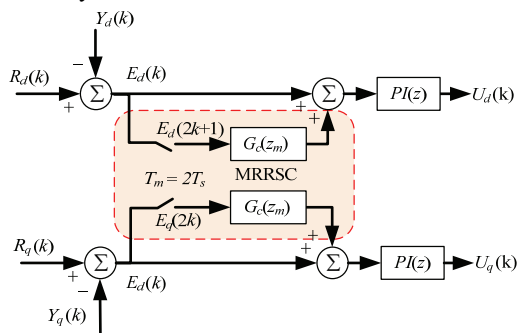 Y_d(k)
−
R_d(k)
+
Σ
E_d(k)
+
+
Σ
PI(z)
U_d(k)
E_d(2k+1)
G_c(z_m)
T_m = 2T_s
MRRSC
E_q(2k)
G_c(z_m)
+
+
R_q(k)
+
−
Σ
E_d(k)
Σ
PI(z)
U_q(k)
Y_q(k)